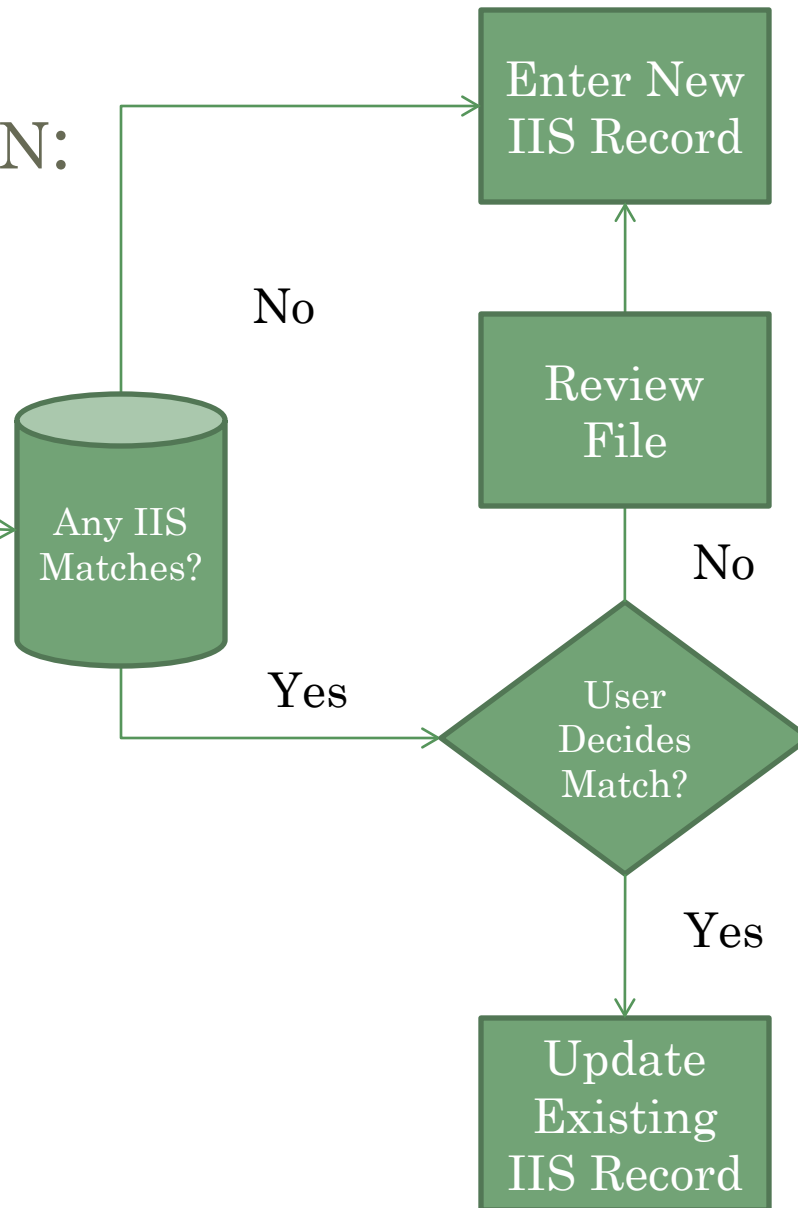 N:
Enter New
IIS Record
No
Review
File
Any IIS
Matches?
No
Yes
User
Decides
Match?
Yes
Update
Existing
IIS Record